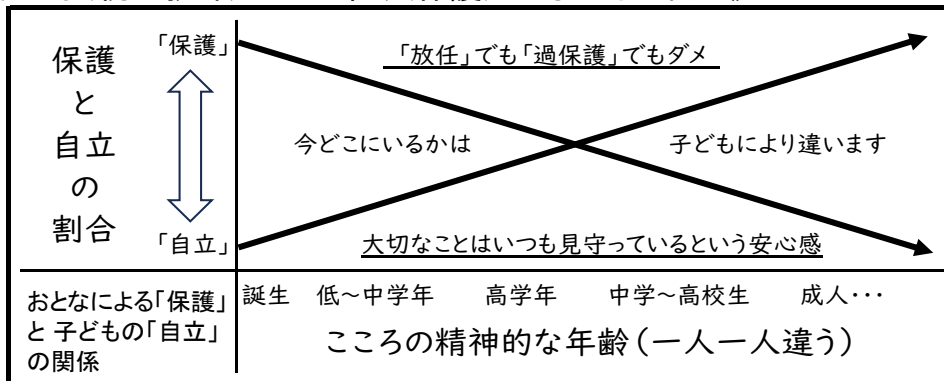 保護
と
自立
の
割合
「保護」
「自立」
「放任」でも「過保護」でもダメ
今どこにいるかは
子どもにより違います
大切なことはいつも見守っているという安心感
おとなによる「保護」
と 子どもの「自立」
の関係
誕生 低～中学年 高学年 中学～高校生 成人･･･
こころの精神的な年齢(一人一人違う)